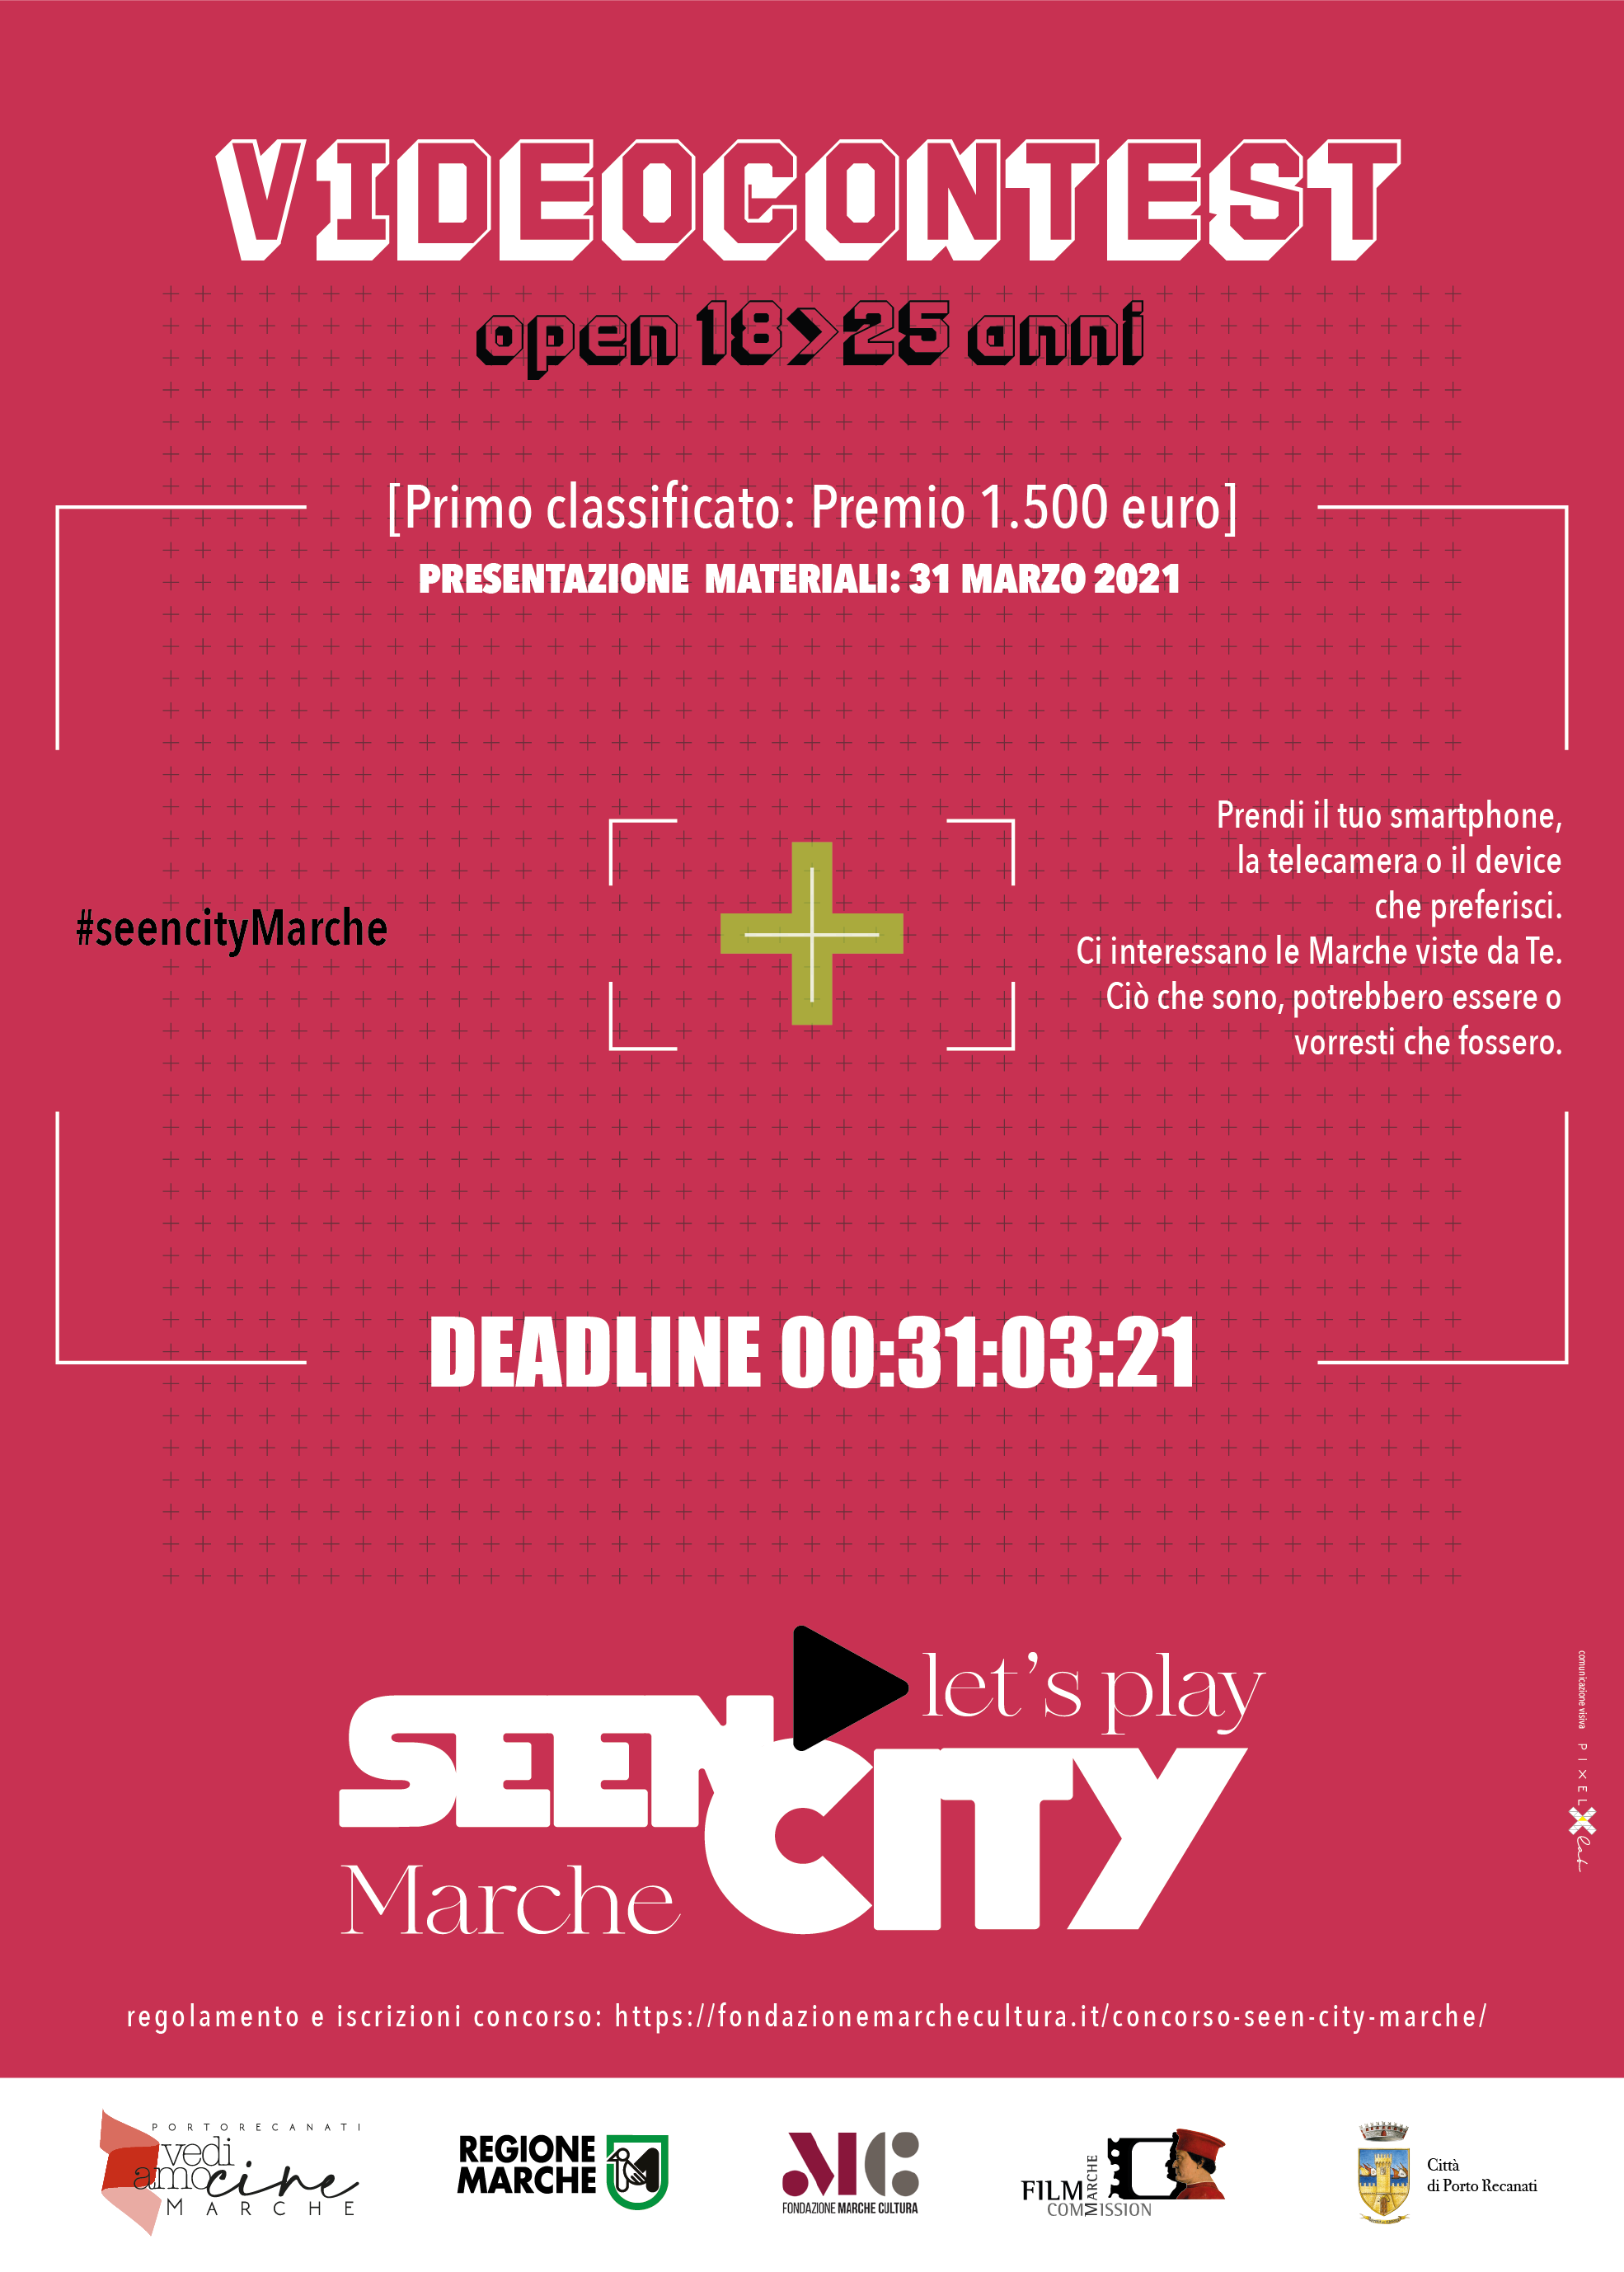 VIDEOCONTEST
open 18>25 anni
[Primo classificato: Premio 1.500 euro]
PRESENTAZIONE MATERIALI: 31 MARZO 2021
#seencityMarche
Prendi il tuo smartphone,
la telecamera o il device
che preferisci.
Ci interessano le Marche viste da Te.
Ciò che sono, potrebbero essere o
vorresti che fossero.
DEADLINE 00:31:03:21
let's play
SEEN
CITY
Marche
comunicazione visiva PIXEL lab
regolamento e iscrizioni concorso: https://fondazionemarchecultura.it/concorso-seen-city-marche/
PORTORECANATI
vedi
amo cine
MARCHE
REGIONE
MARCHE
MC
FONDAZIONE MARCHE CULTURA
FILM
MARCHE
COMMISSION
Città
di Porto Recanati